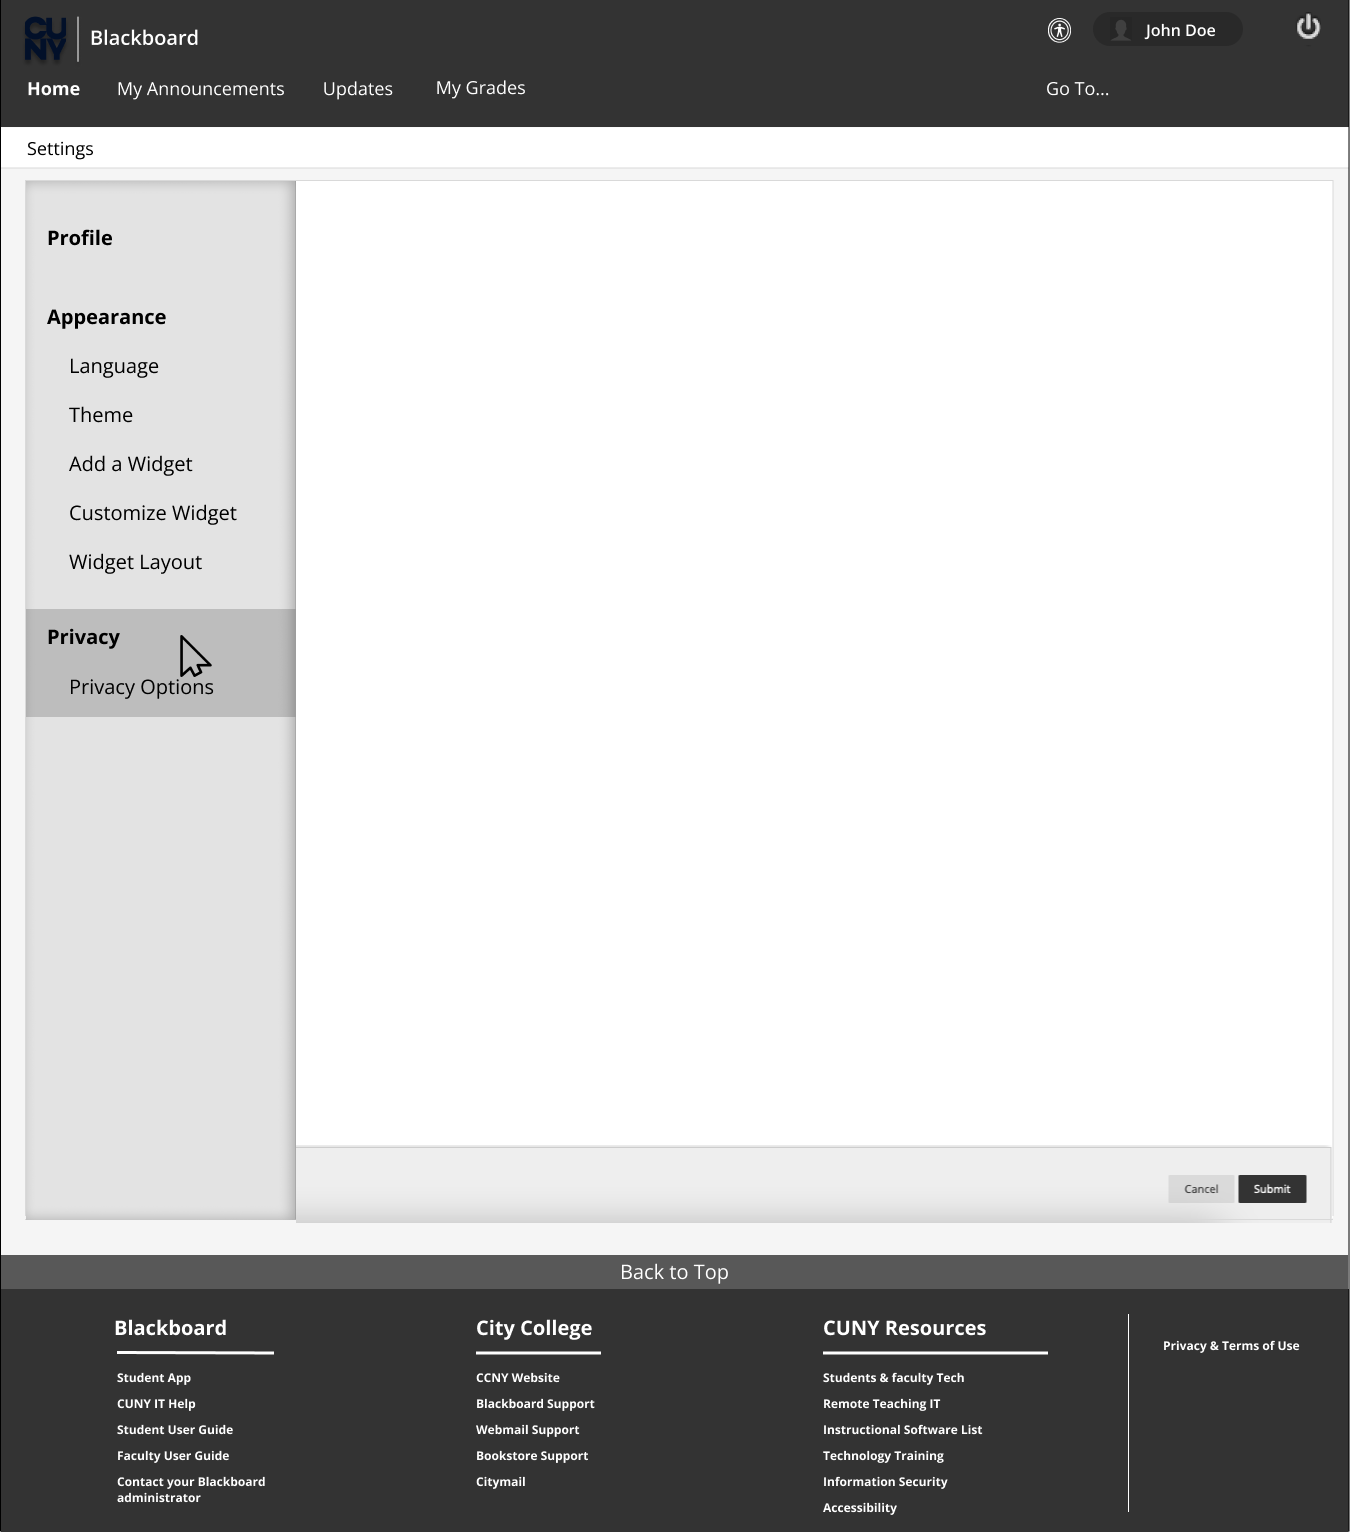 CUNY
Blackboard
John Doe
Home
My Announcements
Updates
My Grades
Go To...
Settings
Profile
Appearance
Language
Theme
Add a Widget
Customize Widget
Widget Layout
Privacy
Privacy Options
Cancel
Submit
Back to Top
Blackboard
Student App
CUNY IT Help
Student User Guide
Faculty User Guide
Contact your Blackboard
administrator
City College
CCNY Website
Blackboard Support
Webmail Support
Bookstore Support
Citymail
CUNY Resources
Students & faculty Tech
Remote Teaching IT
Instructional Software List
Technology Training
Information Security
Accessibility
Privacy & Terms of Use